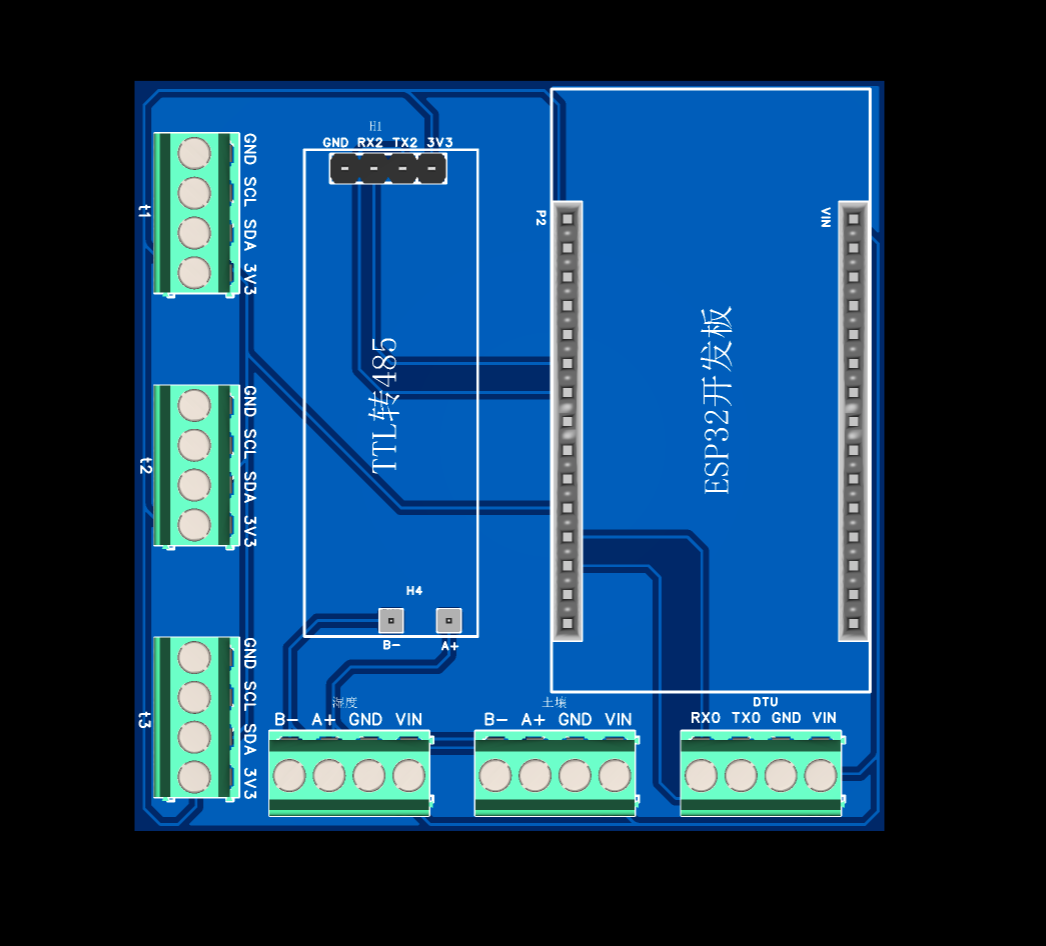 H1
GND RX2 TX2 3V3
GND
SCL
SDA
3V3
t1
P2
VIN
TTL转485
ESP32开发板
GND
SCL
SDA
3V3
t2
H4
B- A+
GND
SCL
SDA
3V3
t3
湿度
B- A+ GND VIN
土壤
B- A+ GND VIN
DTU
RX0 TX0 GND VIN